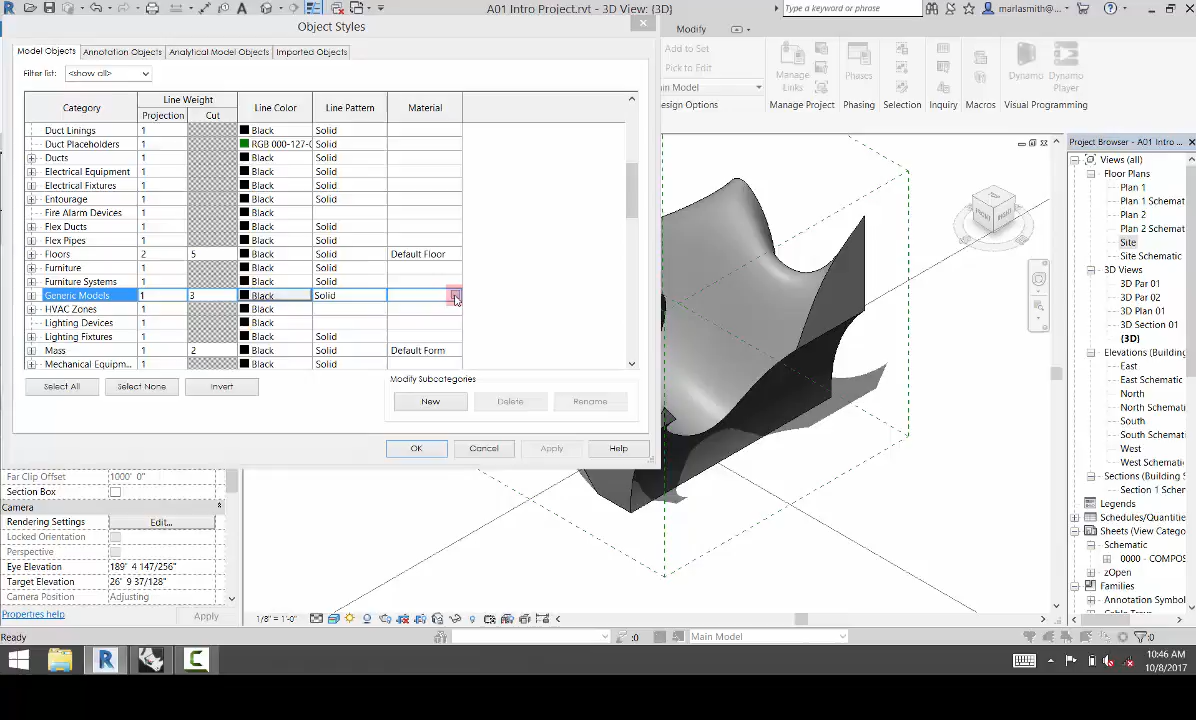 A01 Intro Project.rvt - 3D View: {3D}
Type a keyword or phrase
marlasmith@...
Object Styles
Modify
Model Objects
Annotation Objects
Analytical Model Objects
Imported Objects
Add to Set
Pick to Edit
Main Model
Design Options
Manage Links
Manage Project
Phases
Phasing
Selection
Inquiry
Macros
Dynamo
Dynamo Player
Visual Programming
Filter list:
<show all>
Category
Line Weight
Projection
Cut
Line Color
Line Pattern
Material
Duct Linings 1 Black Solid
Duct Placeholders 1 RGB 000-127-0 Solid
Ducts 1 Black Solid
Electrical Equipment 1 Black Solid
Electrical Fixtures 1 Black Solid
Entourage 1 Black Solid
Fire Alarm Devices 1 Black
Flex Ducts 1 Black Solid
Flex Pipes 1 Black Solid
Floors 2 5 Black Solid Default Floor
Furniture 1 Black Solid
Furniture Systems 1 Black Solid
Generic Models 1 3 Black Solid
HVAC Zones 1 Black
Lighting Devices 1 Black
Lighting Fixtures 1 Black Solid
Mass 1 2 Black Solid Default Form
Mechanical Equipm... 1 Black Solid
Select All
Select None
Invert
Modify Subcategories
New
Delete
Rename
OK
Cancel
Apply
Help
Far Clip Offset 1000' 0"
Section Box
Camera
Rendering Settings Edit...
Locked Orientation
Perspective
Eye Elevation 189' 4 147/256"
Target Elevation 26' 9 37/128"
Camera Position Adjusting
Properties help
Apply
TOP
FRONT
RIGHT
Project Browser - A01 Intro ...
Views (all)
Floor Plans
Plan 1
Plan 1 Schemat
Plan 2
Plan 2 Schemat
Site
Site Schematic
3D Views
3D Par 01
3D Par 02
3D Plan 01
3D Section 01
{3D}
Elevations (Building
East
East Schematic
North
North Schemat
South
South Schemat
West
West Schemati
Sections (Building S
Section 1 Scher
Legends
Schedules/Quantitie
Sheets (View Catego
Schematic
0000 - COMPOS
zOpen
Families
Annotation Symbol
1/8" = 1'-0"
Ready
:0
Main Model
:0
10:46 AM
10/8/2017